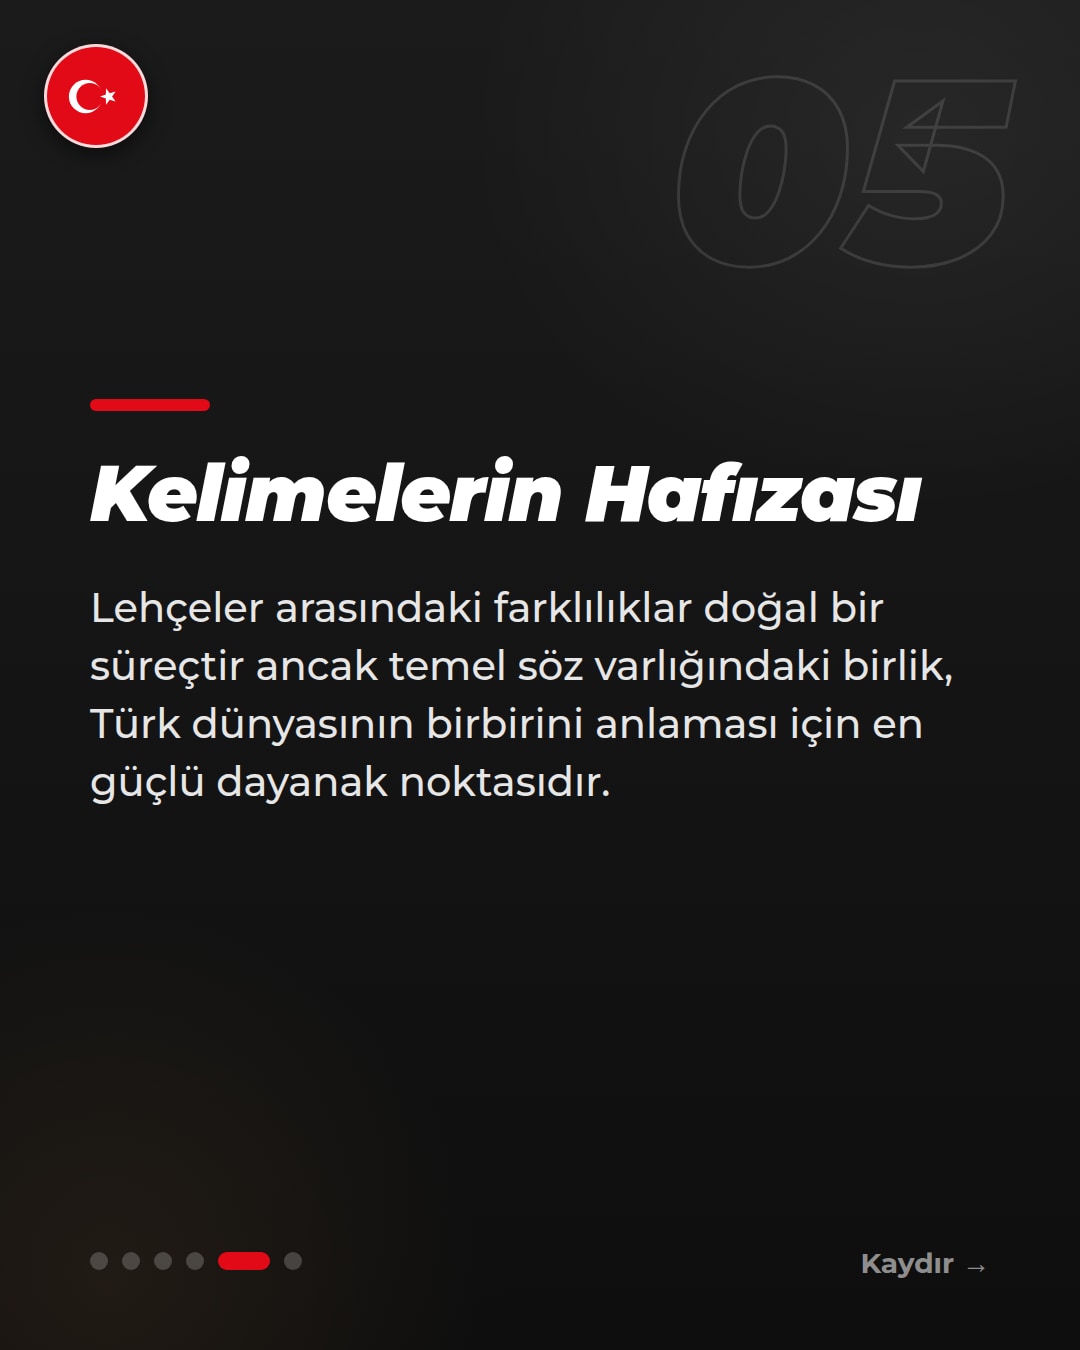 05
Kelimelerin Hafızası
Lehçeler arasındaki farklılıklar doğal bir
süreçtir ancak temel söz varlığındaki birlik,
Türk dünyasının birbirini anlaması için en
güçlü dayanak noktasıdır.
Kaydır →